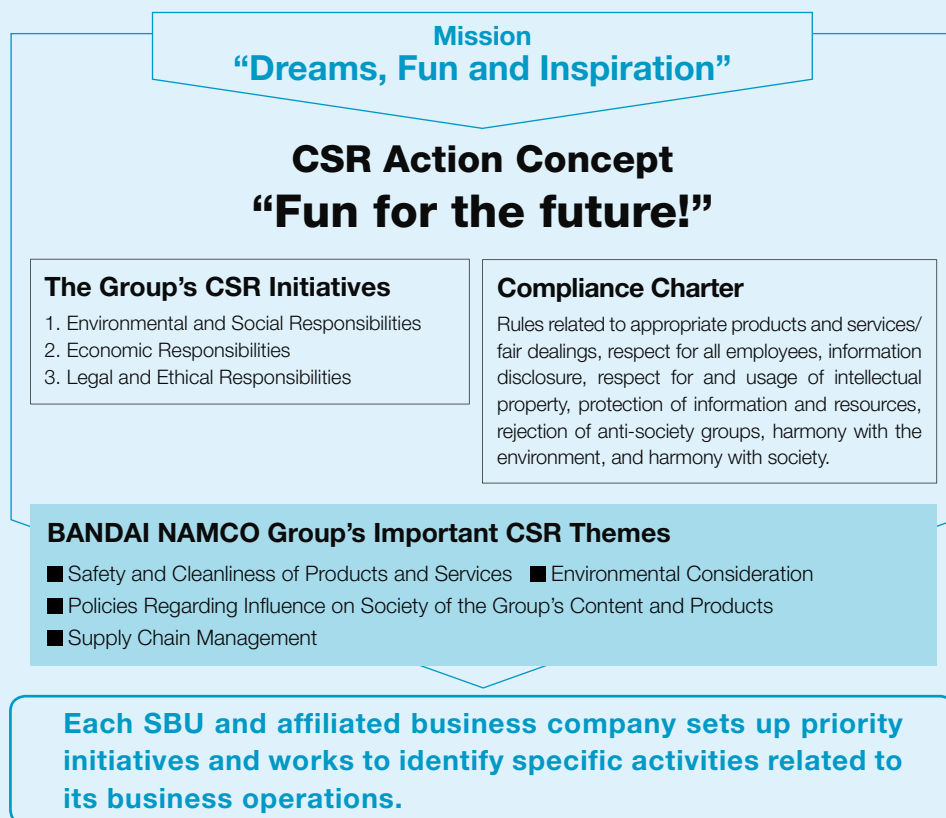 Mission
“Dreams, Fun and Inspiration”
CSR Action Concept
“Fun for the future!”
The Group’s CSR Initiatives
1. Environmental and Social Responsibilities
2. Economic Responsibilities
3. Legal and Ethical Responsibilities
Compliance Charter
Rules related to appropriate products and services/
fair dealings, respect for all employees, information
disclosure, respect for and usage of intellectual
property, protection of information and resources,
rejection of anti-society groups, harmony with the
environment, and harmony with society.
BANDAI NAMCO Group’s Important CSR Themes
■ Safety and Cleanliness of Products and Services ■ Environmental Consideration
■ Policies Regarding Influence on Society of the Group’s Content and Products
■ Supply Chain Management
Each SBU and affiliated business company sets up priority
initiatives and works to identify specific activities related to
its business operations.